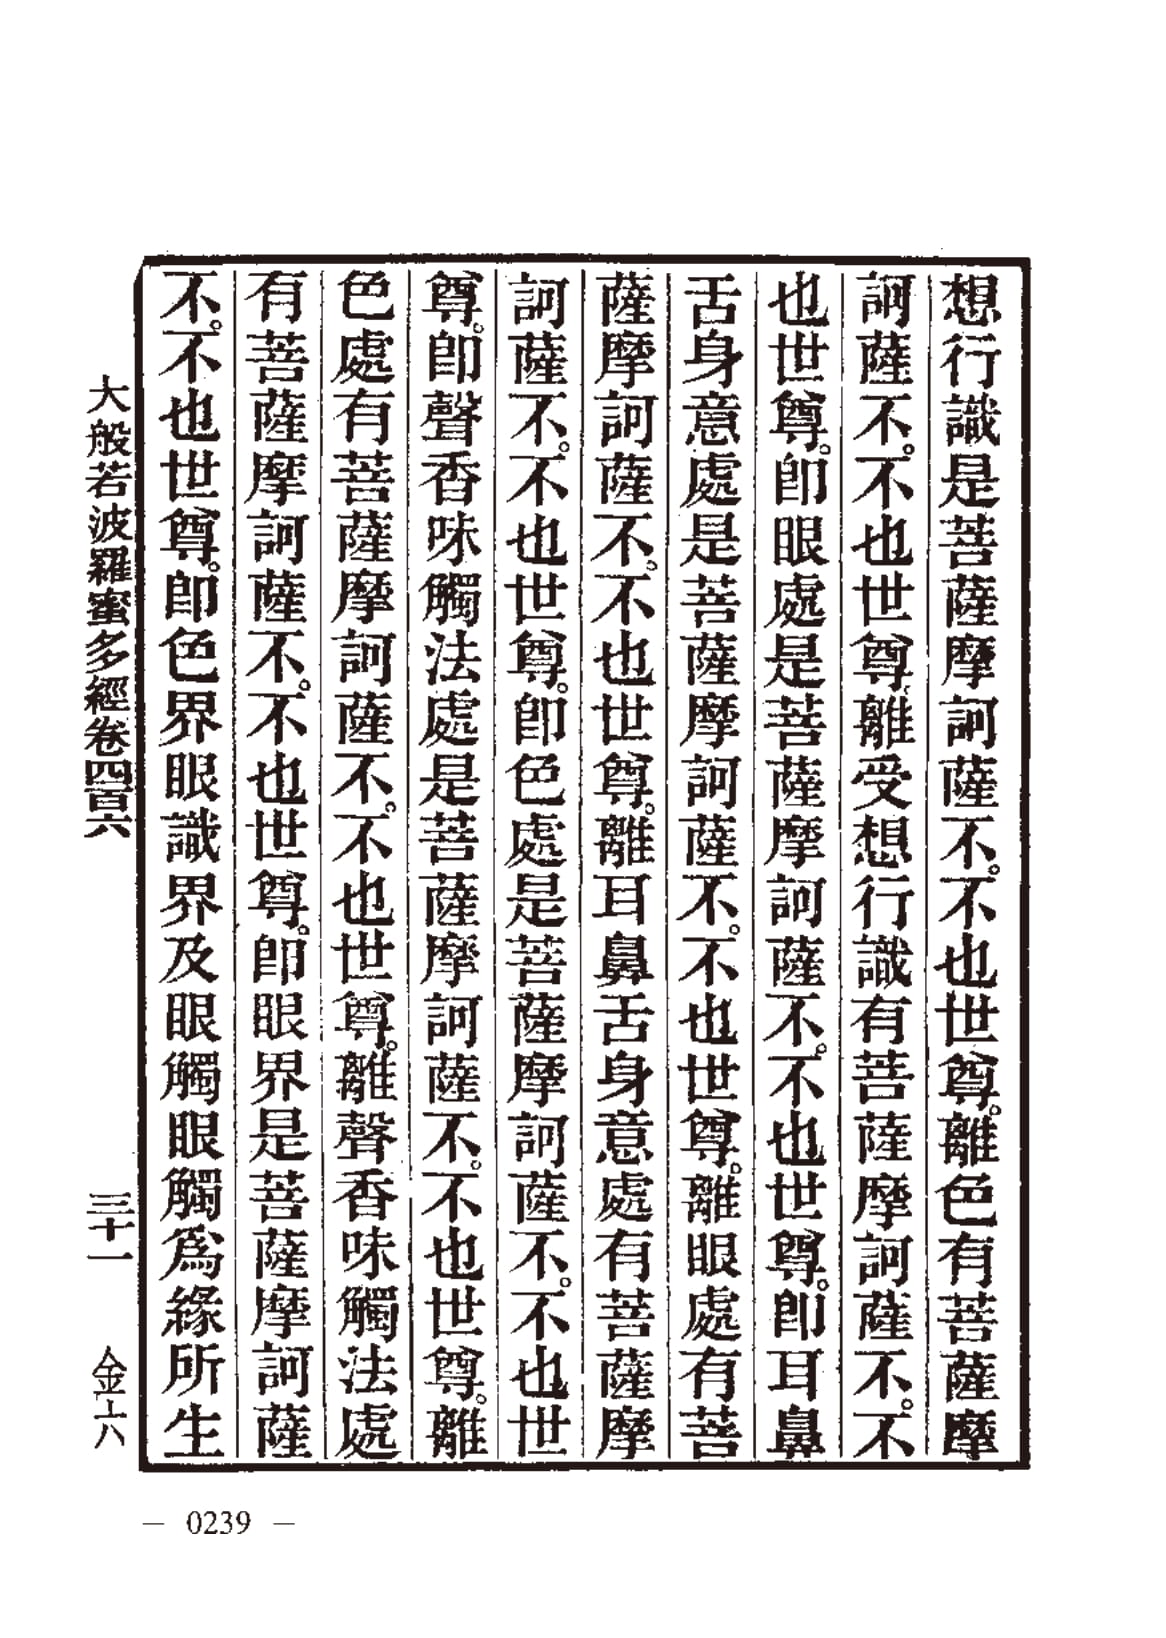 想行識是菩薩摩訶薩不。不也世尊。離色有菩薩摩
訶薩不。不也世尊離受想行識有菩薩摩訶薩不。不
也世尊。卽眼處是菩薩摩訶薩不。不也世尊。卽耳鼻
舌身意處是菩薩摩訶薩不。不也世尊。離眼處有菩
薩摩訶薩不。不也世尊。離耳鼻舌身意處有菩薩摩
訶薩不。不也世尊。卽色處是菩薩摩訶薩不。不也世
尊。卽聲香味觸法處是菩薩摩訶薩不。不也世尊。離
色處有菩薩摩訶薩不。不也世尊。離聲香味觸法處
有菩薩摩訶薩不。不也世尊。卽眼界是菩薩摩訶薩
不。不也世尊。卽色界眼識界及眼觸眼觸爲緣所生
大般若波羅蜜多經卷四百六 三十一 金六
— 0239 —